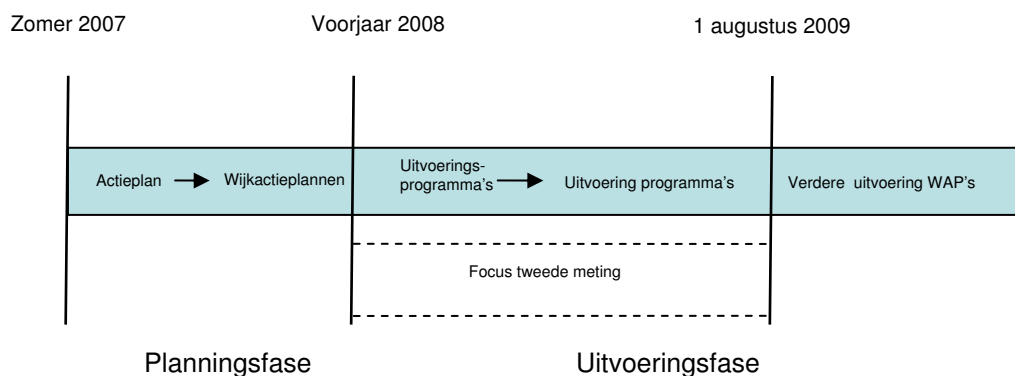 Zomer 2007
Voorjaar 2008
1 augustus 2009
Actieplan
Wijkactieplannen
Uitvoerings-
programma's
Uitvoering programma's
Verdere uitvoering WAP's
Focus tweede meting
Planningsfase
Uitvoeringsfase